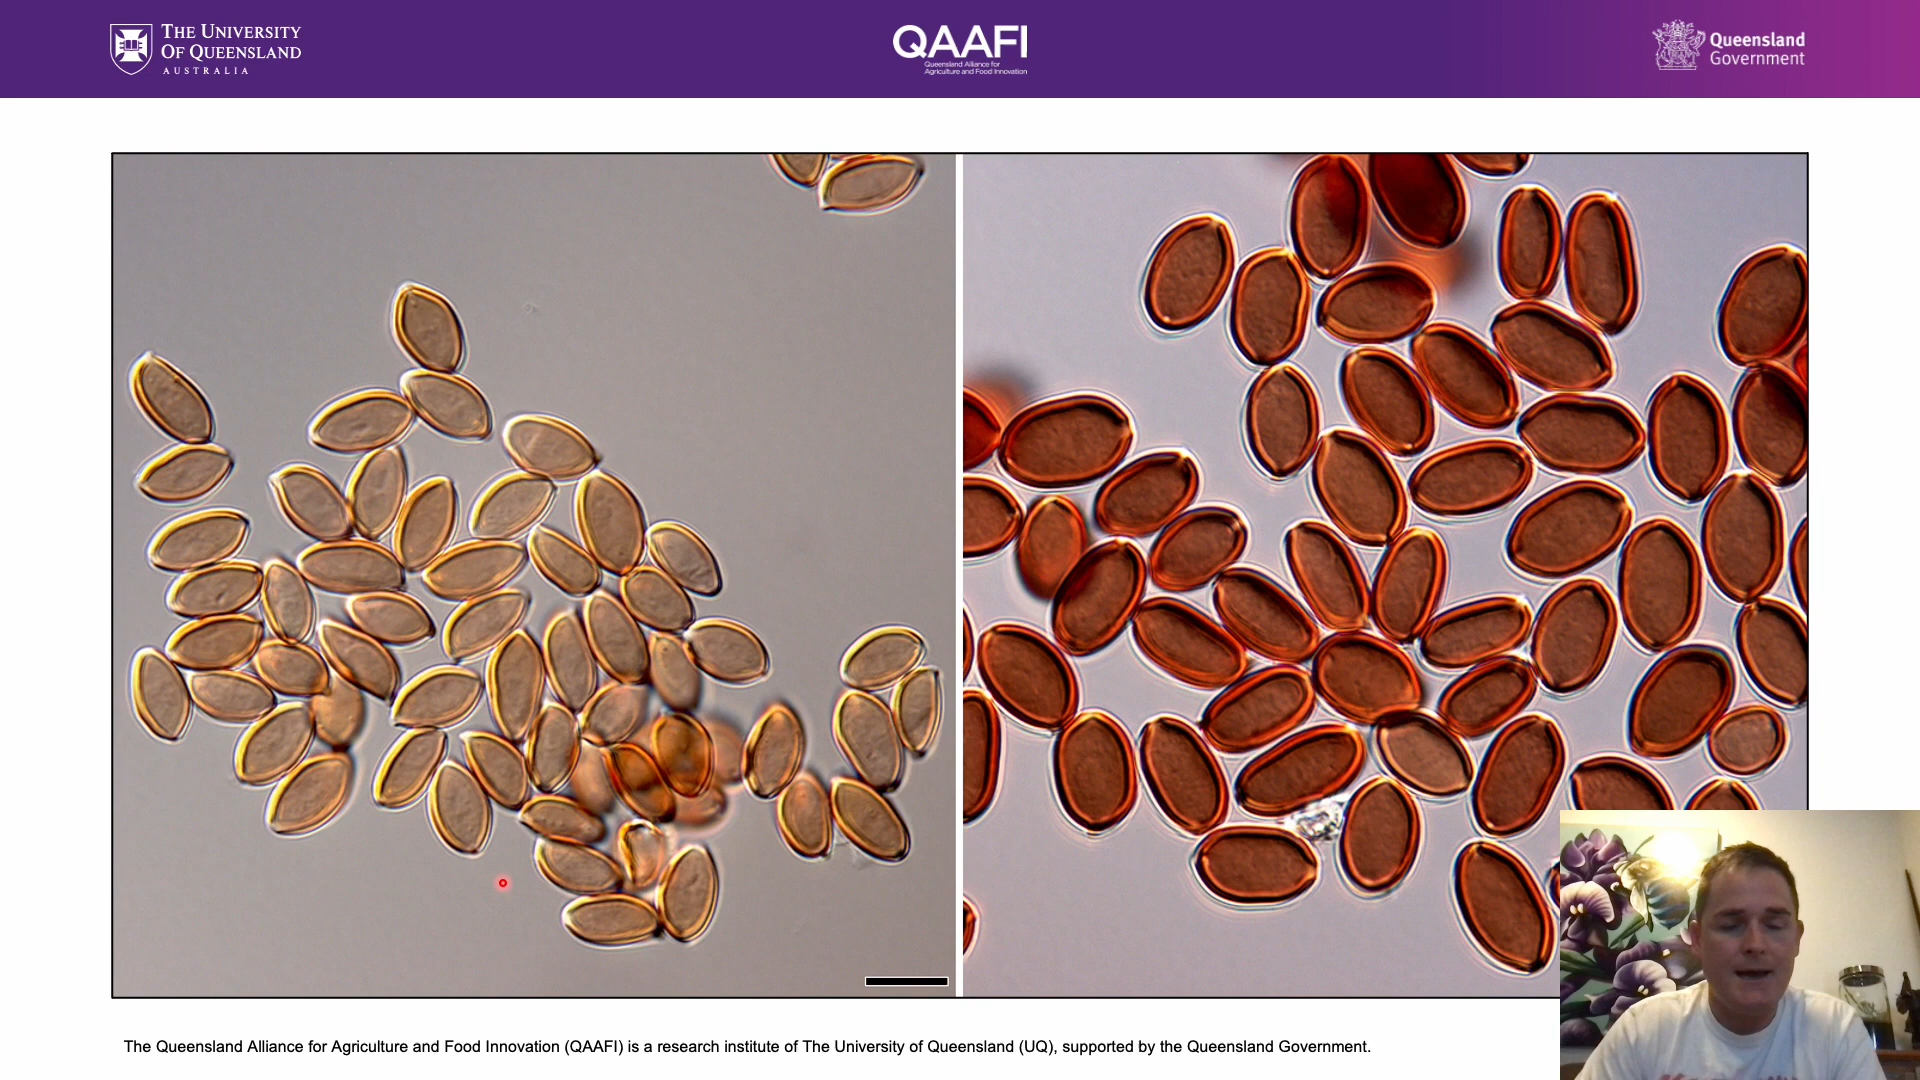 THE UNIVERSITY
OF QUEENSLAND
AUSTRALIA
QAAFI
Queensland Alliance for
Agriculture and Food Innovation
Queensland
Government
The Queensland Alliance for Agriculture and Food Innovation (QAAFI) is a research institute of The University of Queensland (UQ), supported by the Queensland Government.